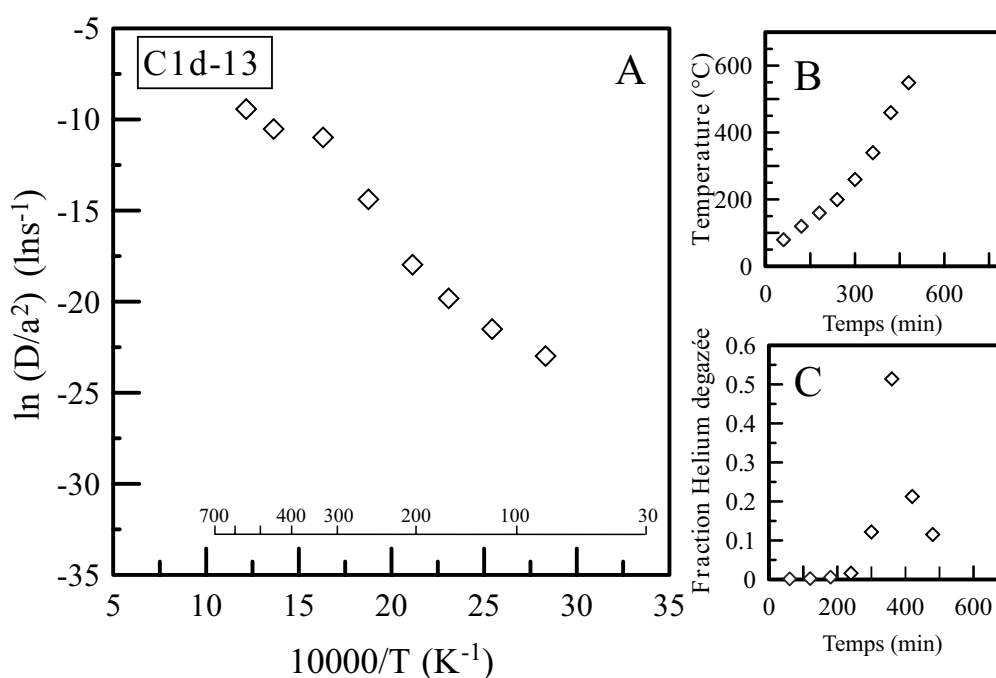 C1d-13
A
ln (D/a²) (lns⁻¹)
-5
-10
-15
-20
-25
-30
-35
700 400 300 200 100 30
5 10 15 20 25 30 35
10000/T (K⁻¹)
B
Temperature (°C)
600
400
200
0
0 300 600
Temps (min)
C
Fraction Helium degazée
0.6
0.5
0.4
0.3
0.2
0.1
0
0 200 400 600
Temps (min)